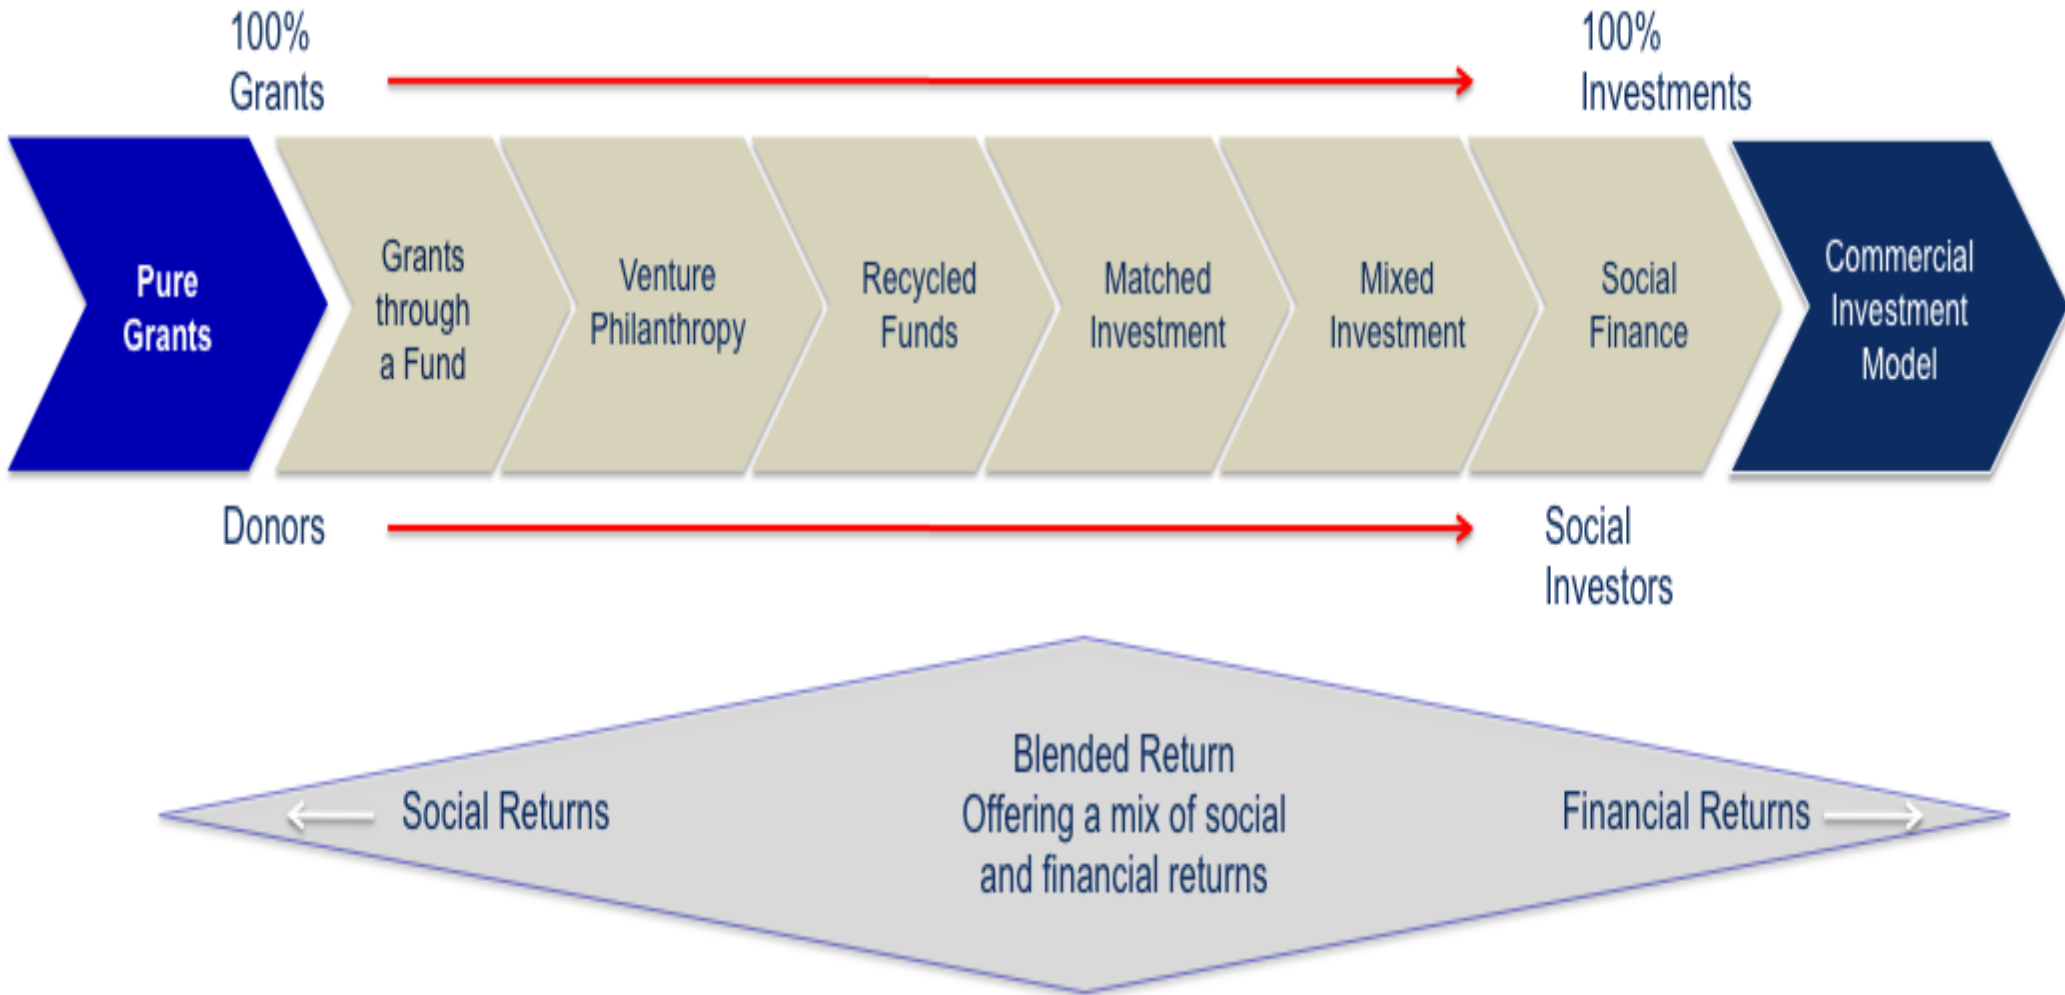 100%
Grants
100%
Investments
Pure
Grants
Grants
through
a Fund
Venture
Philanthropy
Recycled
Funds
Matched
Investment
Mixed
Investment
Social
Finance
Commercial
Investment
Model
Donors
Social
Investors
Blended Return
Offering a mix of social
and financial returns
Social Returns
Financial Returns